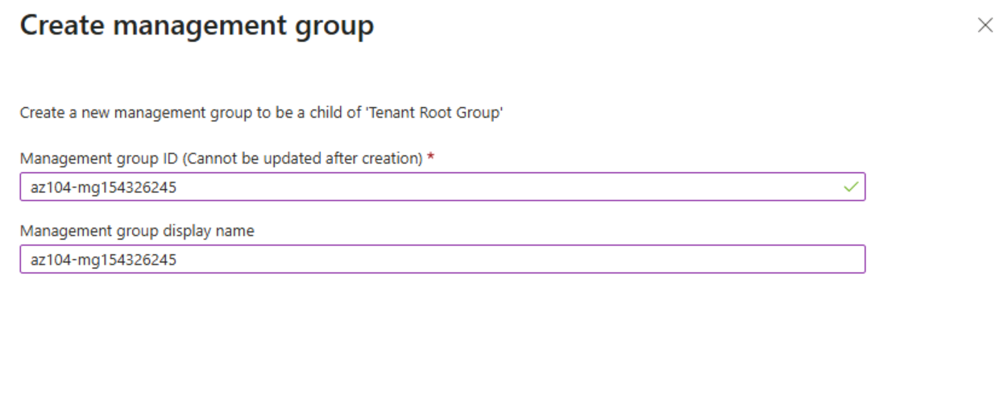 Create management group
Create a new management group to be a child of 'Tenant Root Group'
Management group ID (Cannot be updated after creation) *
az104-mg154326245
Management group display name
az104-mg154326245